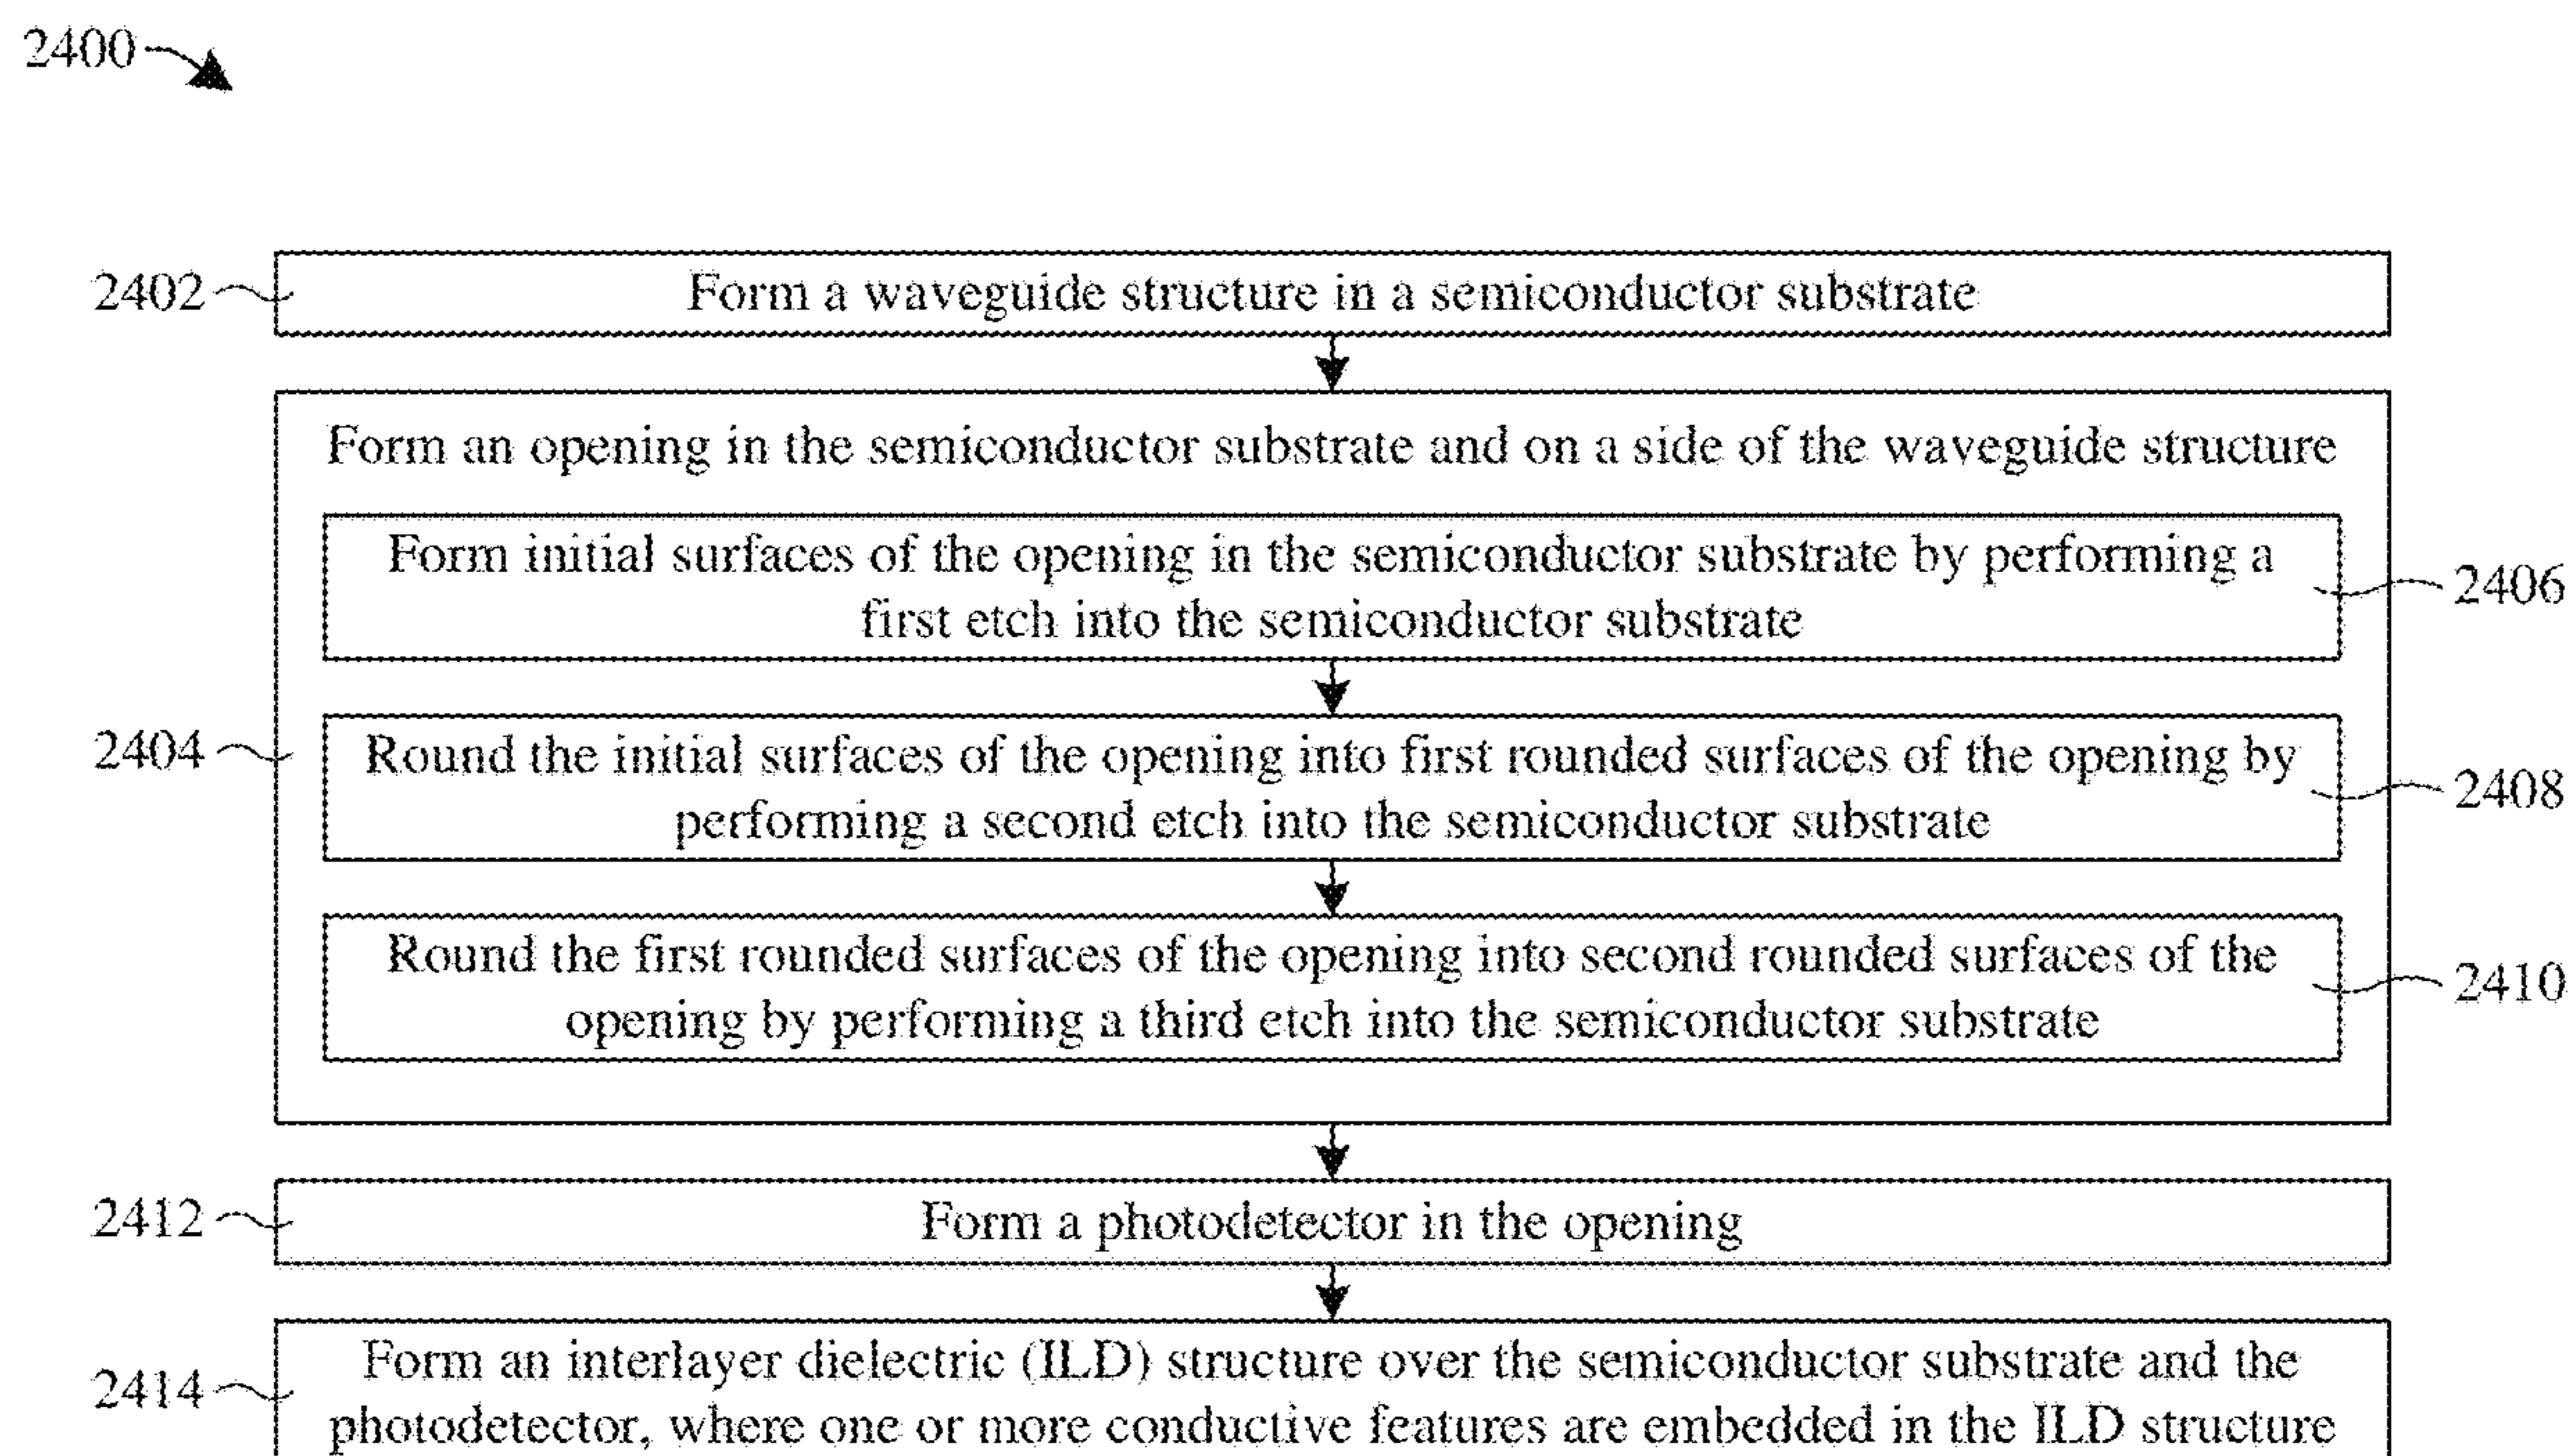 2400
2402
Form a waveguide structure in a semiconductor substrate
Form an opening in the semiconductor substrate and on a side of the waveguide structure
Form initial surfaces of the opening in the semiconductor substrate by performing a
first etch into the semiconductor substrate
2406
2404
Round the initial surfaces of the opening into first rounded surfaces of the opening by
performing a second etch into the semiconductor substrate
2408
Round the first rounded surfaces of the opening into second rounded surfaces of the
opening by performing a third etch into the semiconductor substrate
2410
2412
Form a photodetector in the opening
2414
Form an interlayer dielectric (ILD) structure over the semiconductor substrate and the
photodetector, where one or more conductive features are embedded in the ILD structure